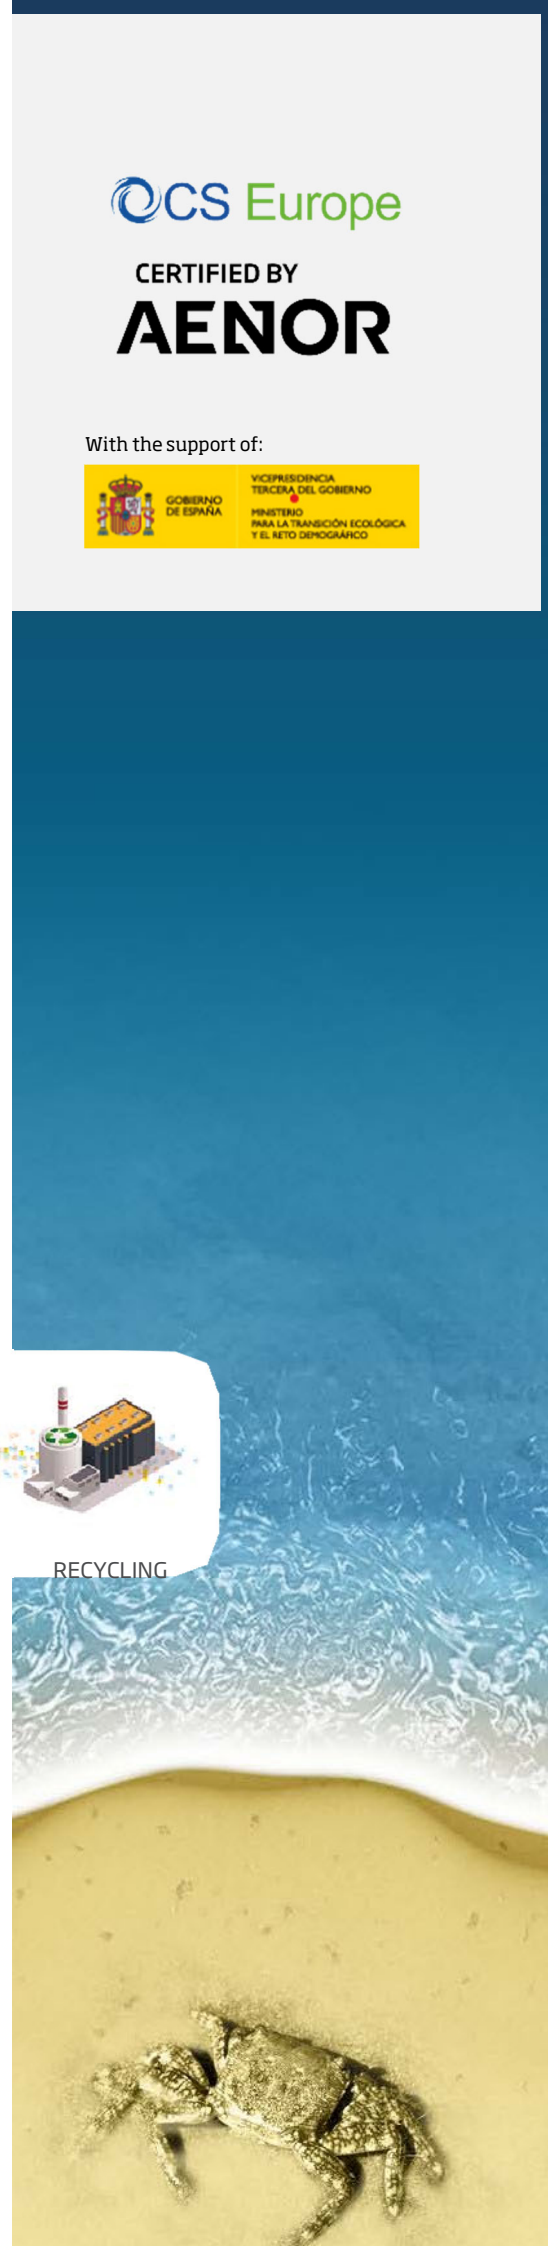 OCS Europe
CERTIFIED BY
AENOR
With the support of:
GOBIERNO
DE ESPAÑA
VICEPRESIDENCIA
TERCERA DEL GOBIERNO
MINISTERIO
PARA LA TRANSICIÓN ECOLÓGICA
Y EL RETO DEMOGRÁFICO
RECYCLING